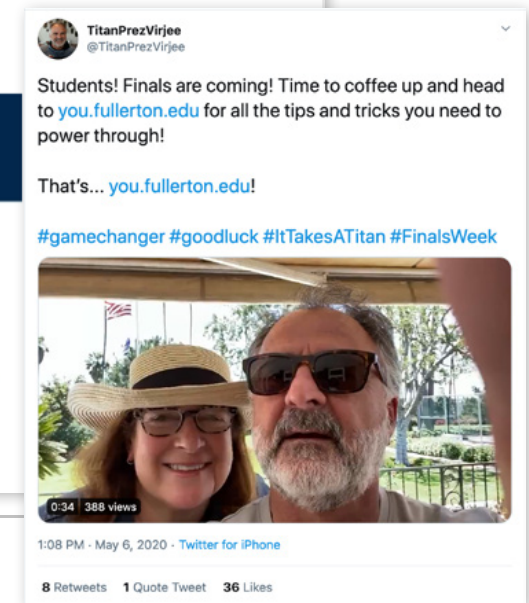 TitanPrezVirjee
@TitanPrezVirjee
Students! Finals are coming! Time to coffee up and head
to you.fullerton.edu for all the tips and tricks you need to
power through!
That's... you.fullerton.edu!
#gamechanger #goodluck #ItTakesATitan #FinalsWeek
0:34 388 views
1:08 PM · May 6, 2020 · Twitter for iPhone
8 Retweets 1 Quote Tweet 36 Likes